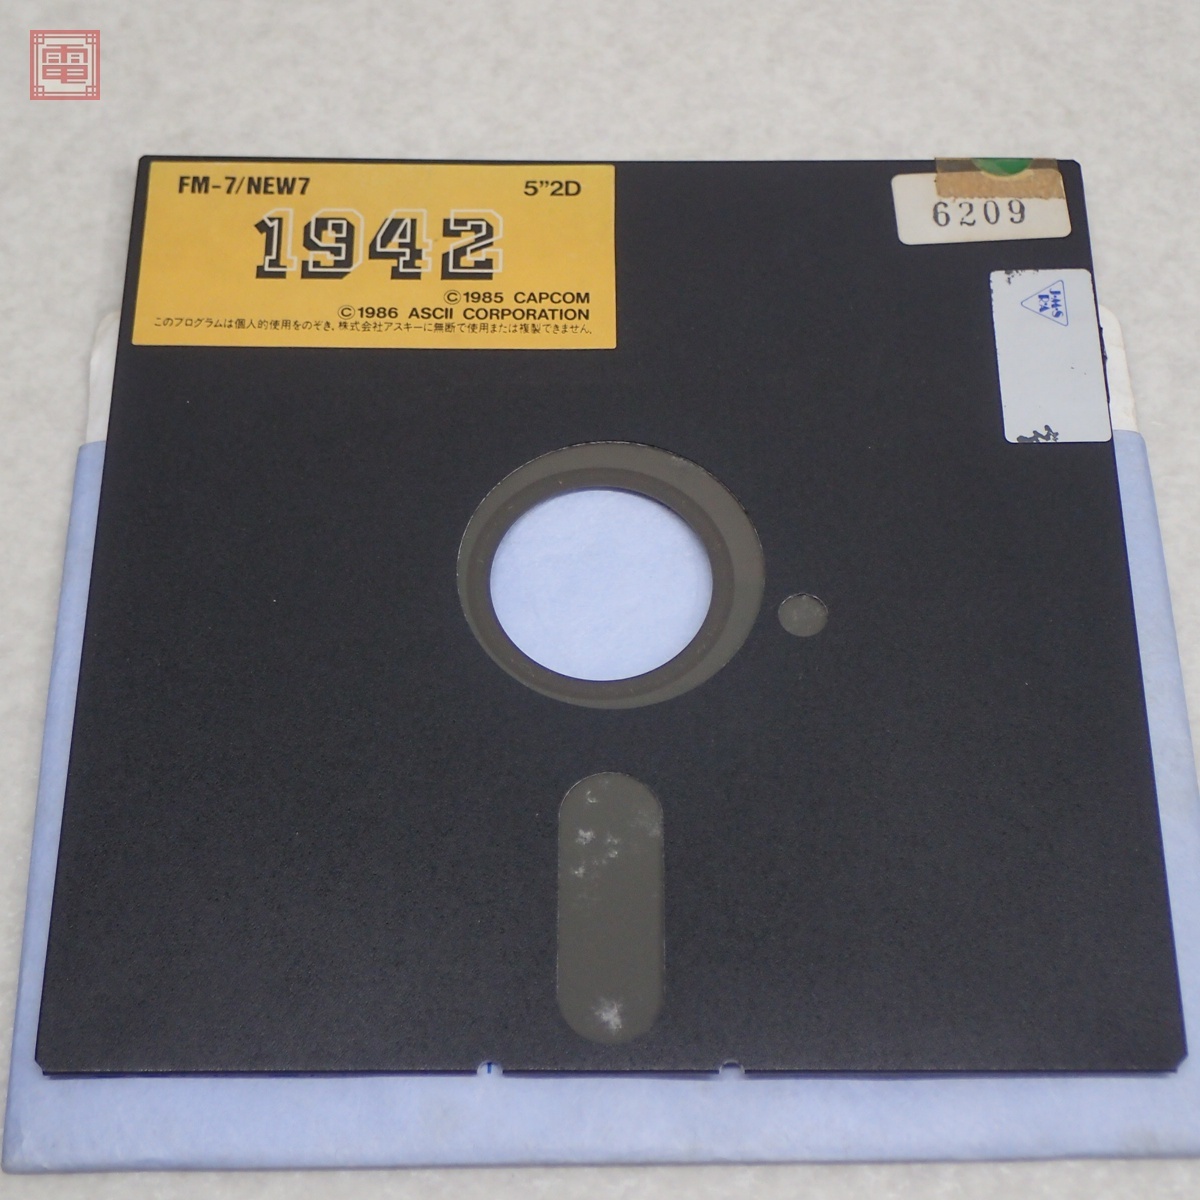 電
FM-7/NEW7
5"2D
1942
©1985 CAPCOM
©1986 ASCII CORPORATION
このプログラムは個人的使用をのぞき、株式会社アスキーに無断で使用または複製できません。
6209